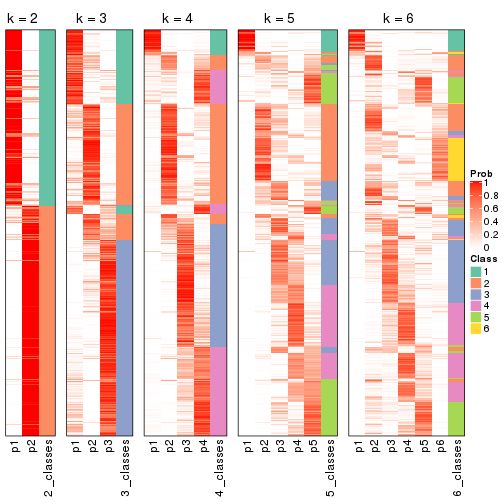 k = 2
k = 3
k = 4
k = 5
k = 6
Prob
1
0.8
0.6
0.4
0.2
0
Class
1
2
3
4
5
6
p1
p2
2_classes
p1
p2
p3
3_classes
p1
p2
p3
p4
4_classes
p1
p2
p3
p4
p5
5_classes
p1
p2
p3
p4
p5
p6
6_classes